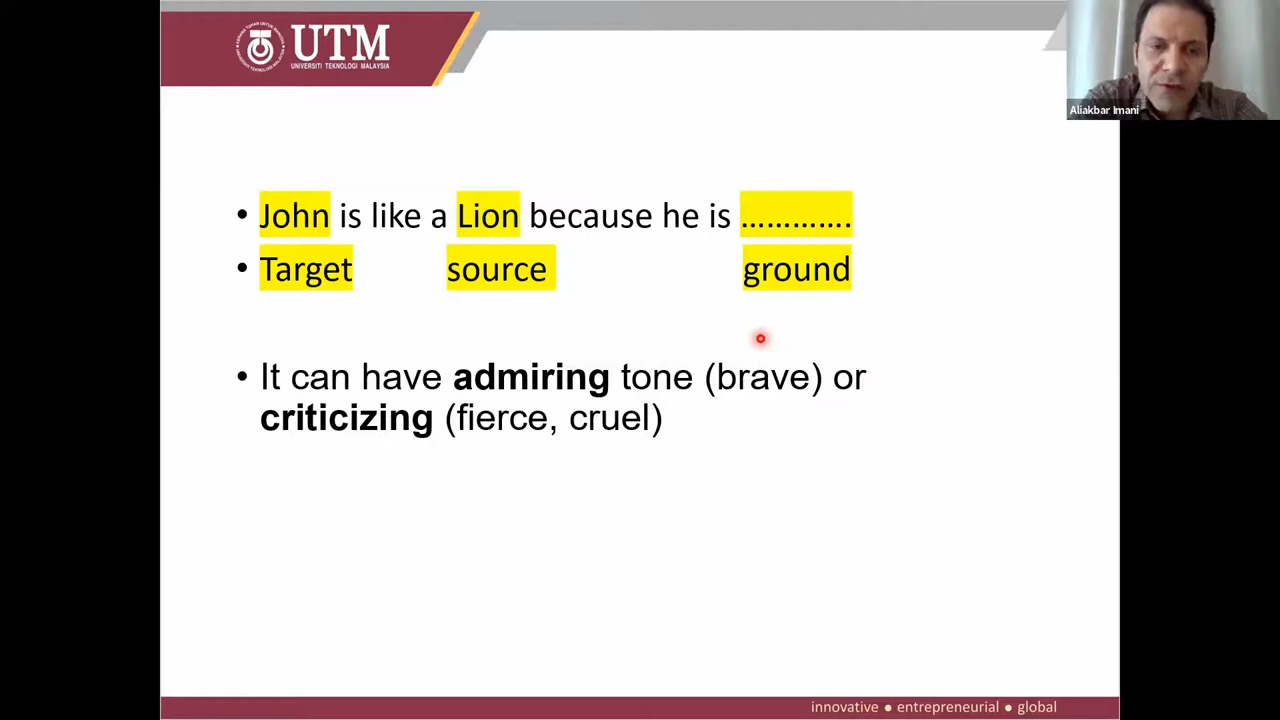 UTM
UNIVERSITI TEKNOLOGI MALAYSIA
Aliakbar Imani
• John is like a Lion because he is ………….
• Target source ground
• It can have admiring tone (brave) or
criticizing (fierce, cruel)
innovative ● entrepreneurial ● global